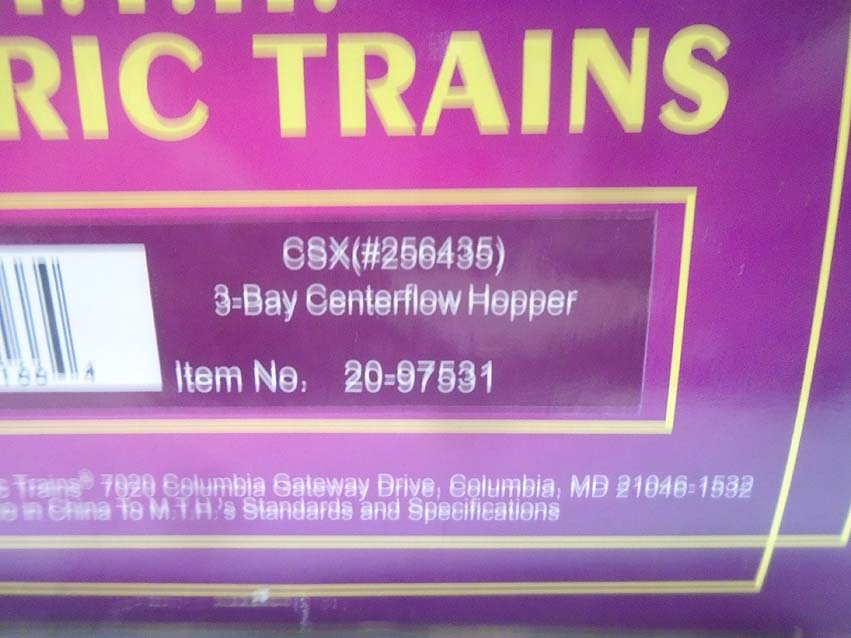 RIC TRAINS
CSX(#256435)
3-Bay Centerflow Hopper
Item No. 20-97531
Trains® 7020 Columbia Gateway Drive, Columbia, MD 21046-1532
in China To M.T.H.'s Standards and Specifications